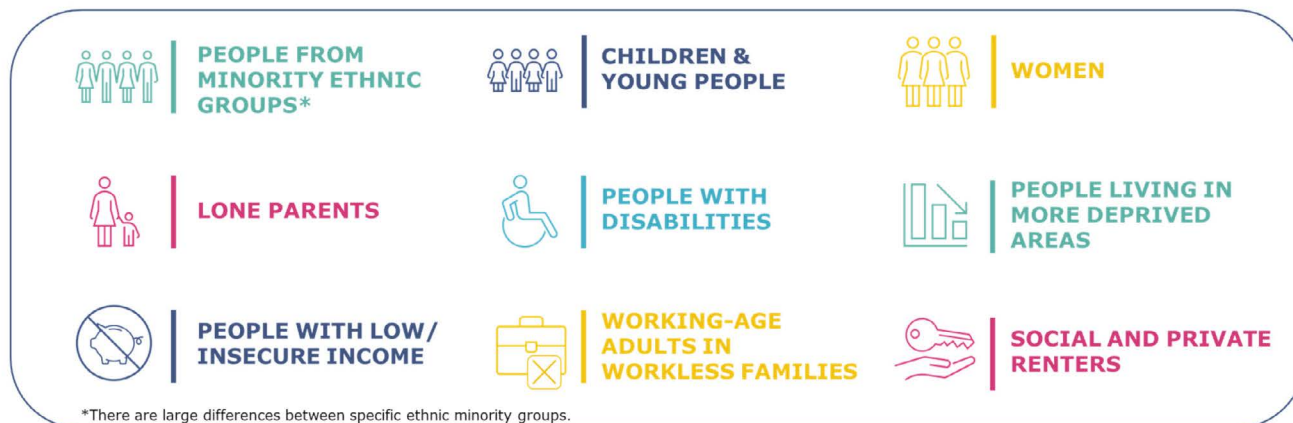 PEOPLE FROM
MINORITY ETHNIC
GROUPS*
CHILDREN &
YOUNG PEOPLE
WOMEN
LONE PARENTS
PEOPLE WITH
DISABILITIES
PEOPLE LIVING IN
MORE DEPRIVED
AREAS
PEOPLE WITH LOW/
INSECURE INCOME
WORKING-AGE
ADULTS IN
WORKLESS FAMILIES
SOCIAL AND PRIVATE
RENTERS
*There are large differences between specific ethnic minority groups.